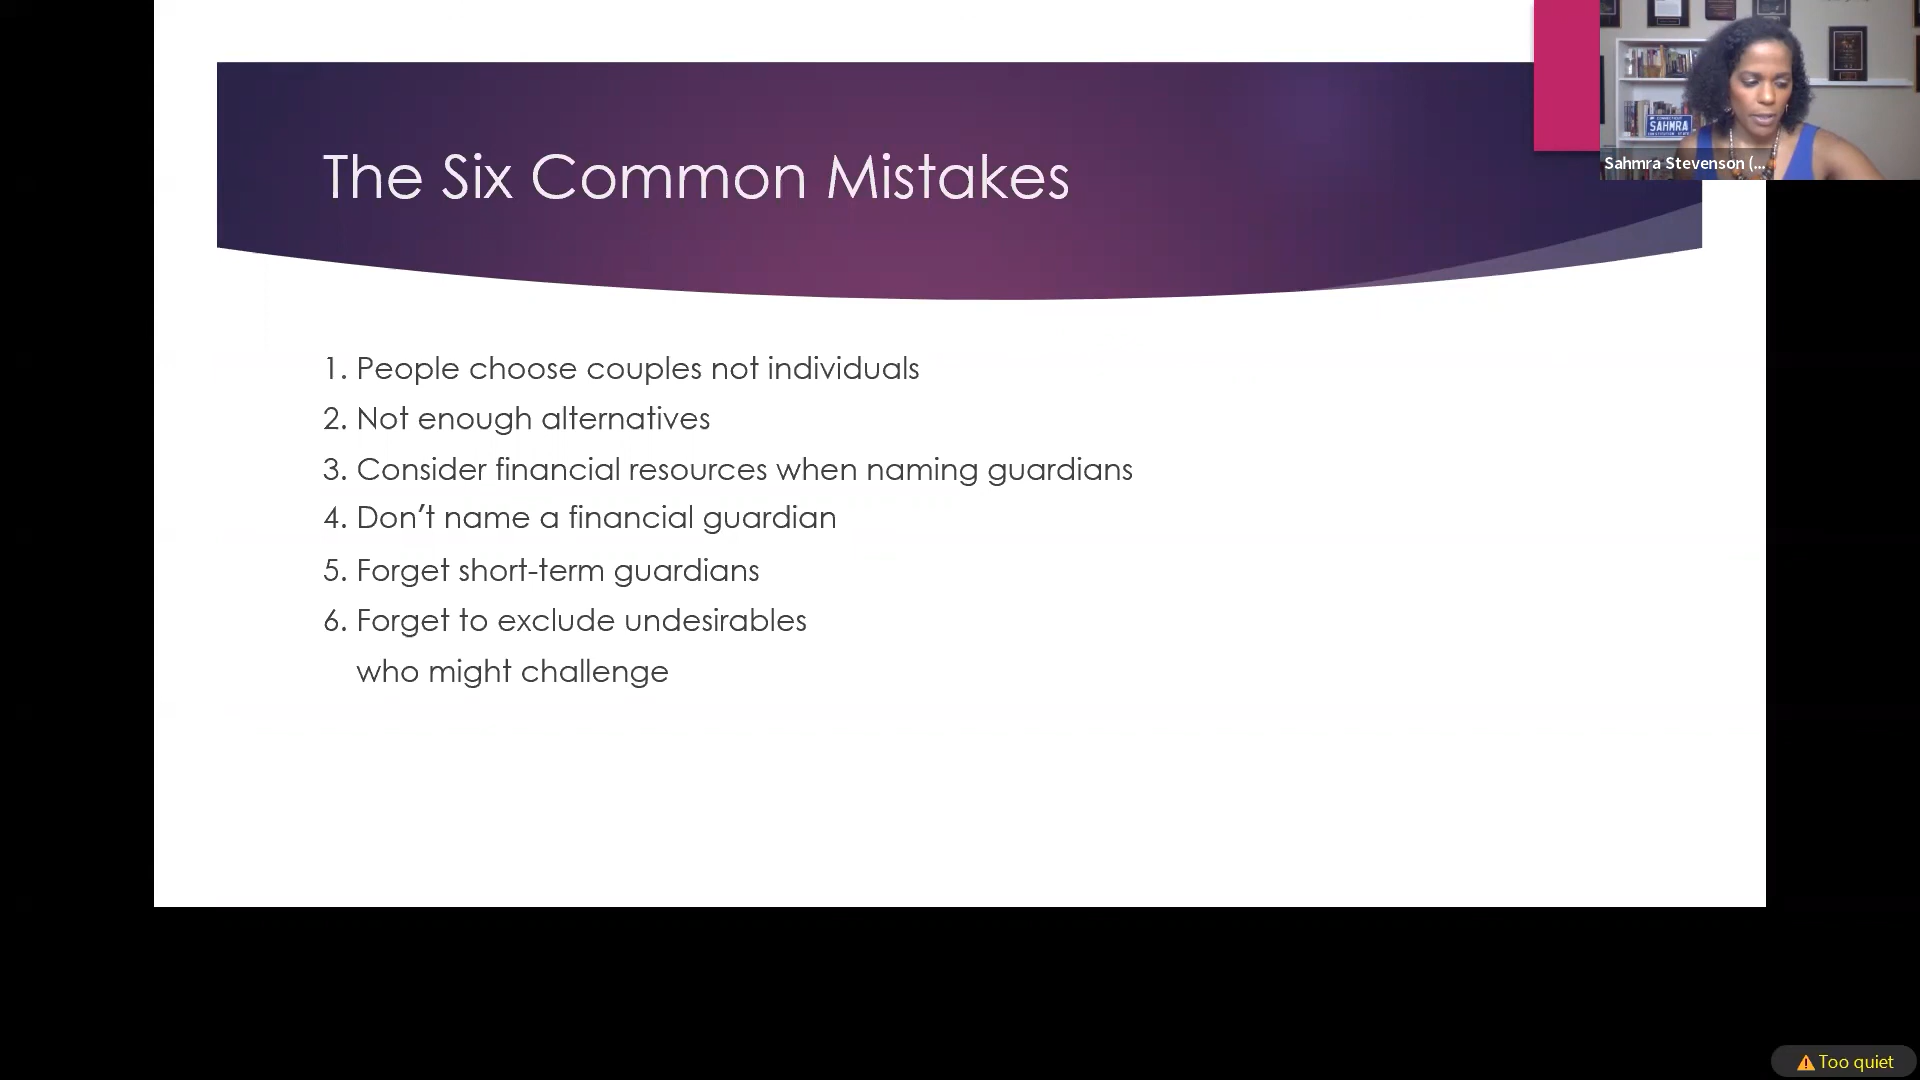 The Six Common Mistakes
1. People choose couples not individuals
2. Not enough alternatives
3. Consider financial resources when naming guardians
4. Don’t name a financial guardian
5. Forget short-term guardians
6. Forget to exclude undesirables
who might challenge
SAHMRA
Sahmra Stevenson (...
Too quiet